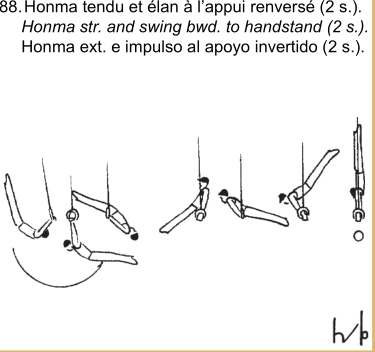 88. Honma tendu et élan à l'appui renversé (2 s.).
Honma str. and swing bwd. to handstand (2 s.).
Honma ext. e impulso al apoyo invertido (2 s.).